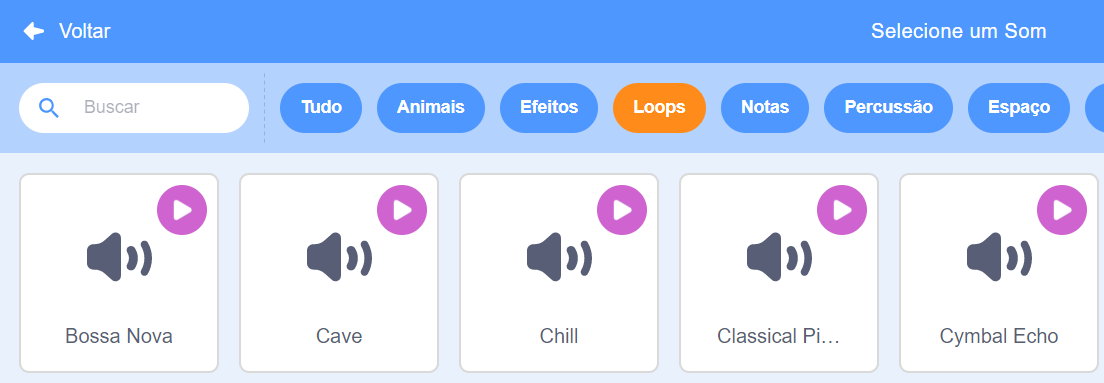 Voltar
Selecione um Som
Buscar
Tudo
Animais
Efeitos
Loops
Notas
Percussão
Espaço
Bossa Nova
Cave
Chill
Classical Pi…
Cymbal Echo